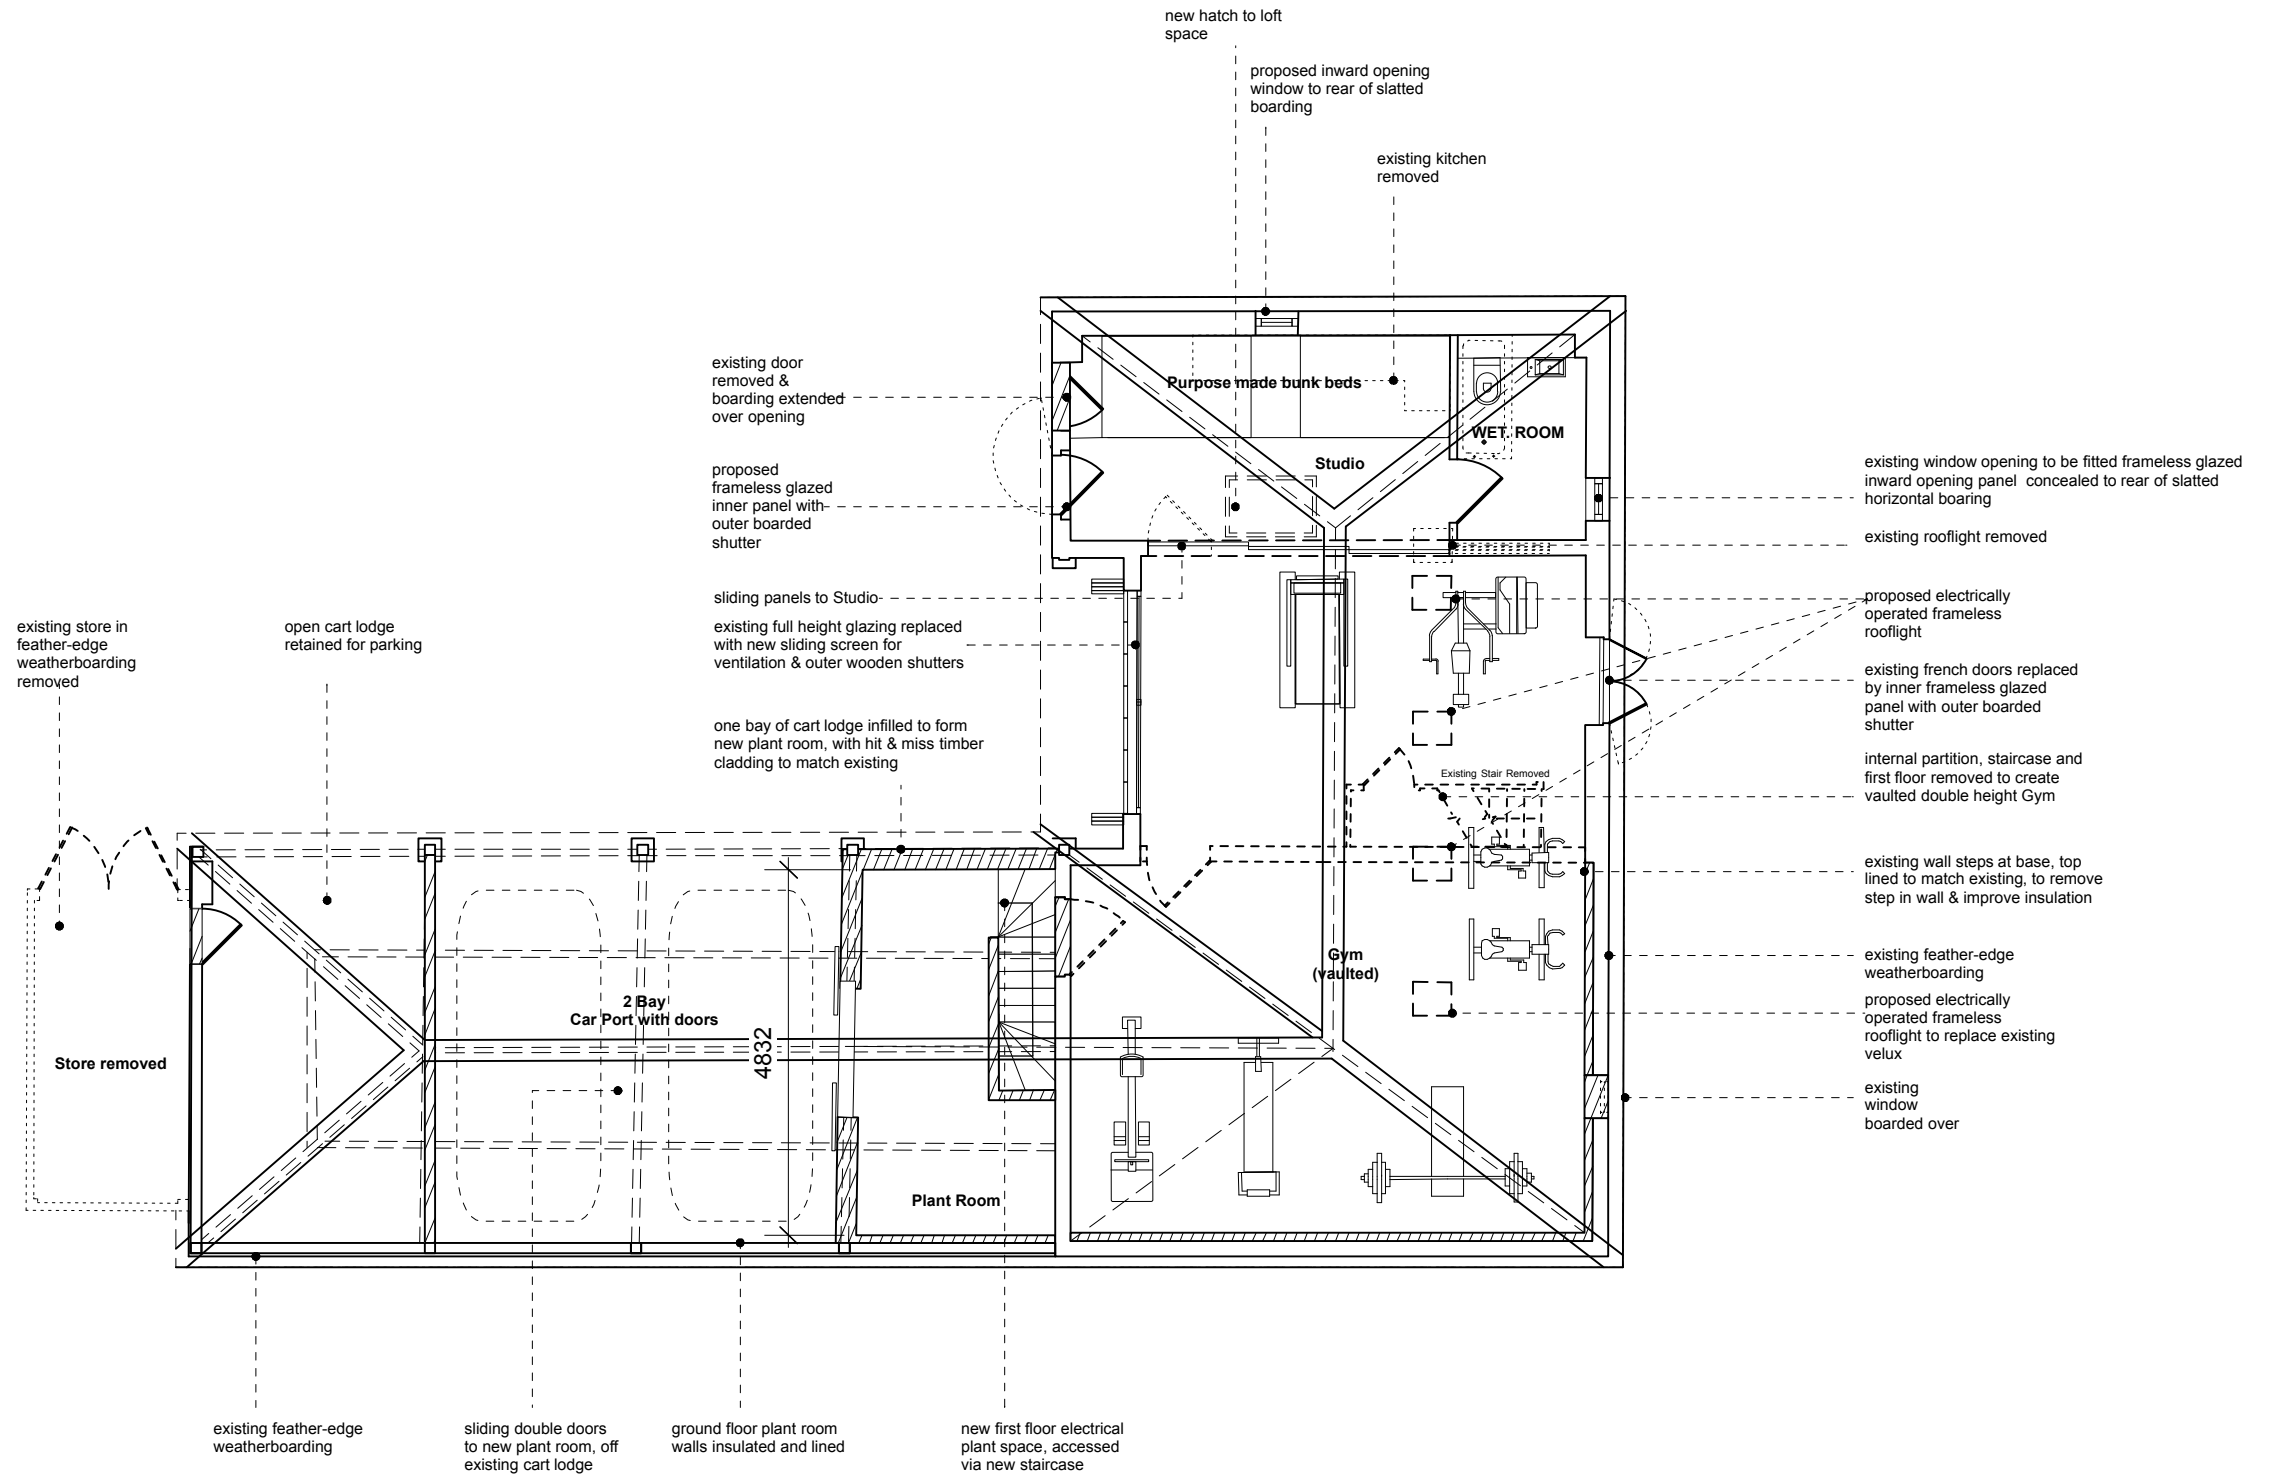 new hatch to loft
space
proposed inward opening
window to rear of slatted
boarding
existing kitchen
removed
existing door
removed &
boarding extended
over opening
Purpose made bunk beds
WET. ROOM
Studio
proposed
frameless glazed
inner panel with
outer boarded
shutter
existing window opening to be fitted frameless glazed
inward opening panel concealed to rear of slatted
horizontal boaring
existing rooflight removed
sliding panels to Studio
proposed electrically
operated frameless
rooflight
existing store in
feather-edge
weatherboarding
removed
open cart lodge
retained for parking
existing full height glazing replaced
with new sliding screen for
ventilation & outer wooden shutters
existing french doors replaced
by inner frameless glazed
panel with outer boarded
shutter
one bay of cart lodge infilled to form
new plant room, with hit & miss timber
cladding to match existing
Existing Stair Removed
internal partition, staircase and
first floor removed to create
vaulted double height Gym
existing wall steps at base, top
lined to match existing, to remove
step in wall & improve insulation
Gym
(vaulted)
existing feather-edge
weatherboarding
2 Bay
Car Port with doors
4832
proposed electrically
operated frameless
rooflight to replace existing
velux
Store removed
existing
window
boarded over
Plant Room
existing feather-edge
weatherboarding
sliding double doors
to new plant room, off
existing cart lodge
ground floor plant room
walls insulated and lined
new first floor electrical
plant space, accessed
via new staircase